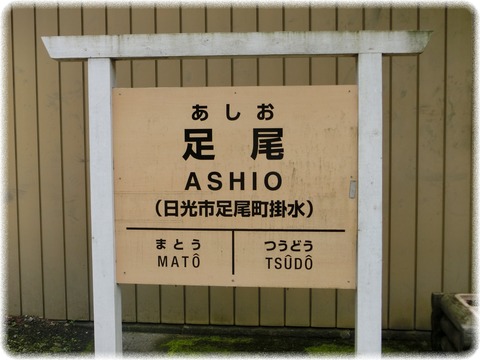 あしお
足尾
ASHIO
(日光市足尾町掛水)
まとう つうどう
MATÔ TSÛDÔ